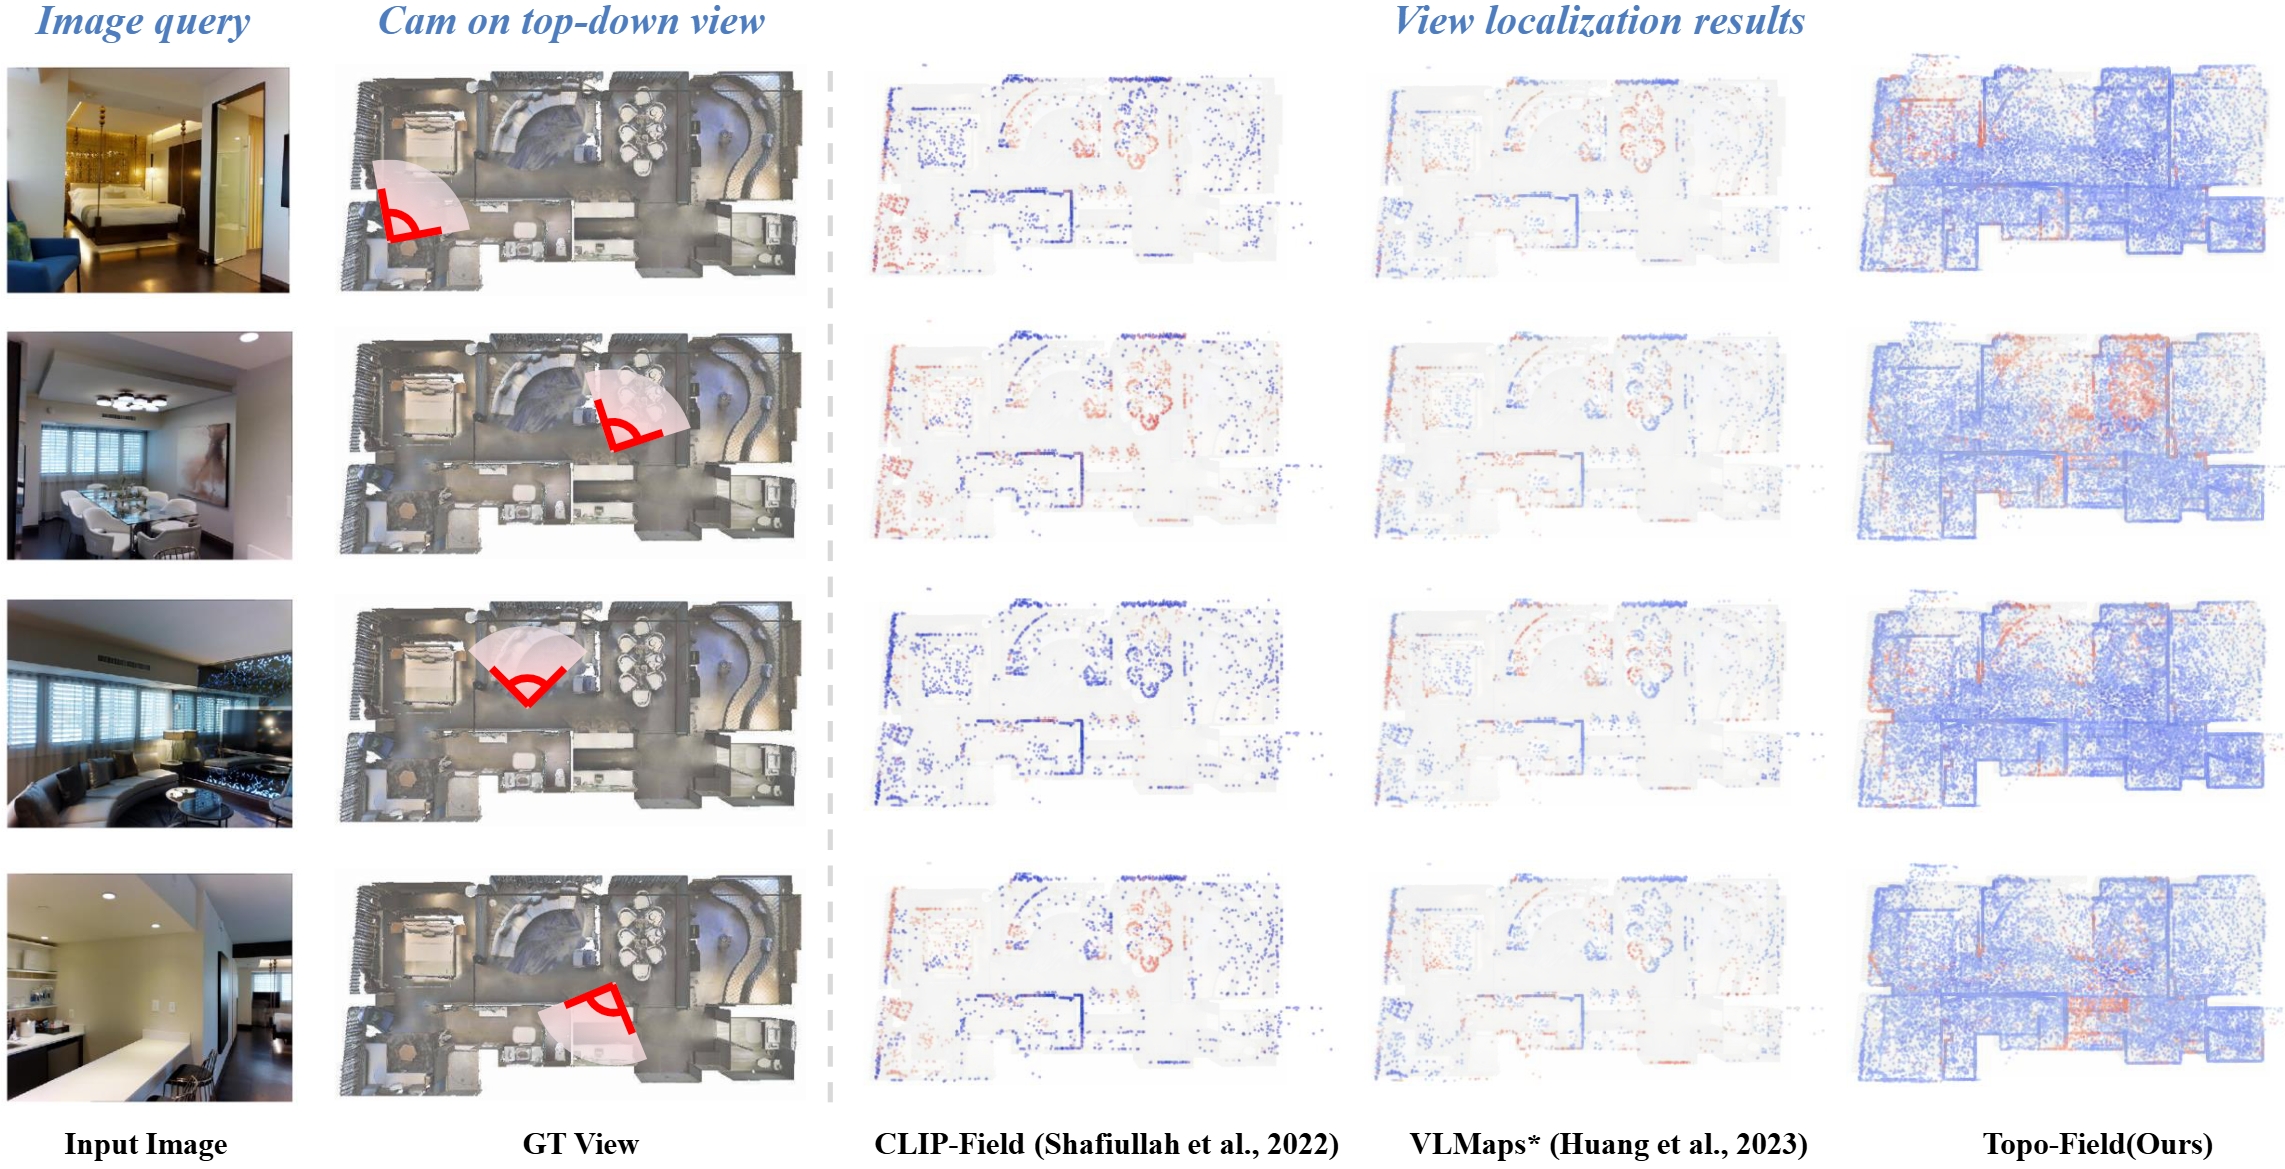 Image query
Cam on top-down view
View localization results
Input Image
GT View
CLIP-Field (Shafiullah et al., 2022)
VLMaps* (Huang et al., 2023)
Topo-Field(Ours)